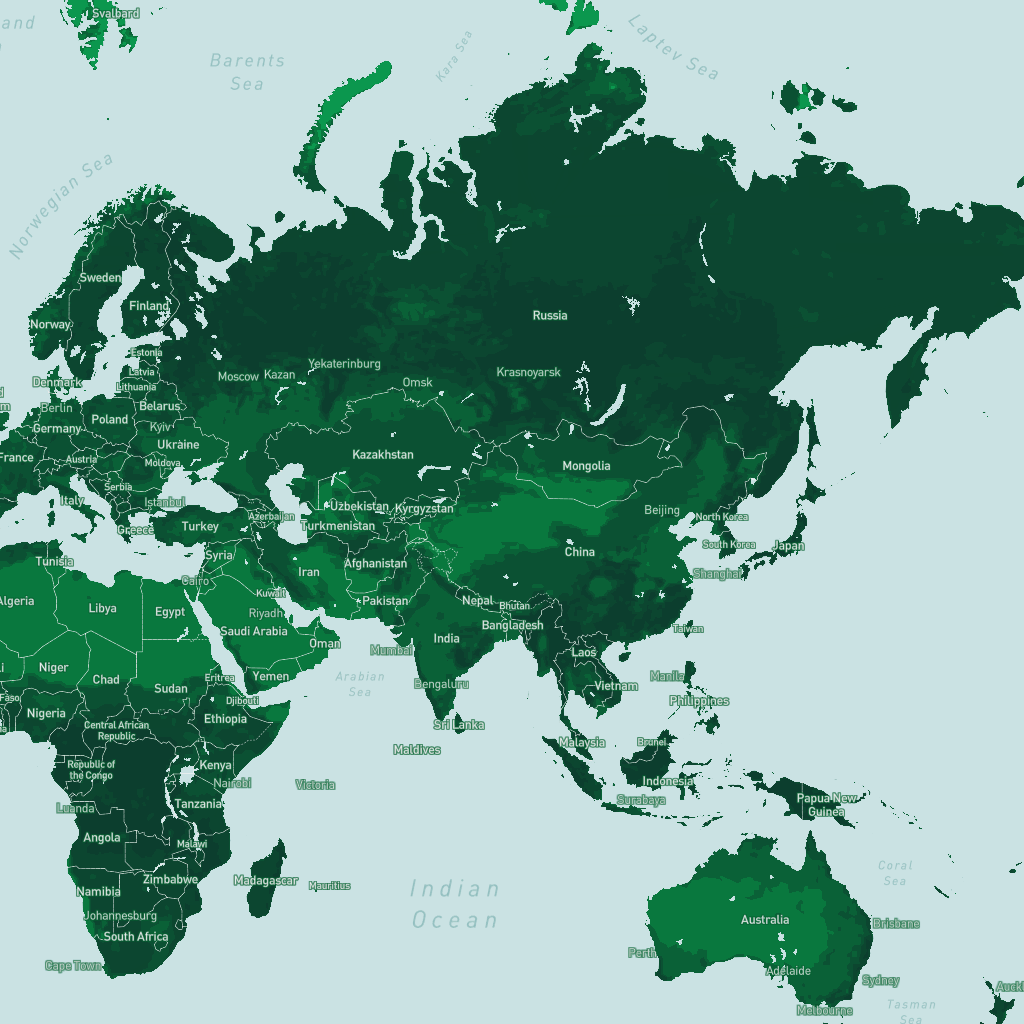 Svalbard
Barents
Sea
Kara Sea
Laptev Sea
Norwegian Sea
Sweden
Finland
Norway
Russia
Estonia
Latvia
Lithuania
Moscow
Kazan
Yekaterinburg
Omsk
Krasnoyarsk
Denmark
Berlin
Germany
Poland
Belarus
Kyiv
Ukraine
France
Austria
Moldova
Serbia
Italy
Istanbul
Greece
Turkey
Azerbaijan
Kazakhstan
Uzbekistan
Kyrgyzstan
Turkmenistan
Mongolia
Beijing
North Korea
South Korea
Japan
China
Shanghai
Tunisia
Algeria
Libya
Egypt
Cairo
Syria
Iran
Kuwait
Riyadh
Saudi Arabia
Oman
Yemen
Afghanistan
Pakistan
Nepal
Bhutan
Bangladesh
India
Mumbai
Bengaluru
Sri Lanka
Maldives
Arabian
Sea
Taiwan
Laos
Vietnam
Manila
Philippines
Niger
Chad
Sudan
Eritrea
Djibouti
Nigeria
Ethiopia
Central African
Republic
Republic of
the Congo
Kenya
Nairobi
Victoria
Malaysia
Brunei
Indonesia
Surabaya
Papua New
Guinea
Luanda
Tanzania
Angola
Malawi
Zimbabwe
Namibia
Johannesburg
South Africa
Cape Town
Madagascar
Mauritius
Indian
Ocean
Coral
Sea
Australia
Brisbane
Perth
Adelaide
Sydney
Melbourne
Tasman
Sea